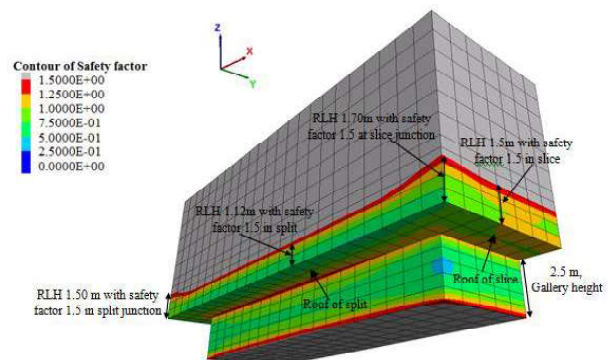 Z
X
Y
Contour of Safety factor
1.5000E+00
1.2500E+00
1.0000E+00
7.5000E-01
5.0000E-01
2.5000E-01
0.0000E+00
RLH 1.70m with safety
factor 1.5 at slice junction
RLH 1.5m with safety
factor 1.5 in slice
RLH 1.12m with safety
factor 1.5 in split
RLH 1.50 m with safety
factor 1.5 in split junction
Roof of split
Roof of slice
2.5 m,
Gallery height